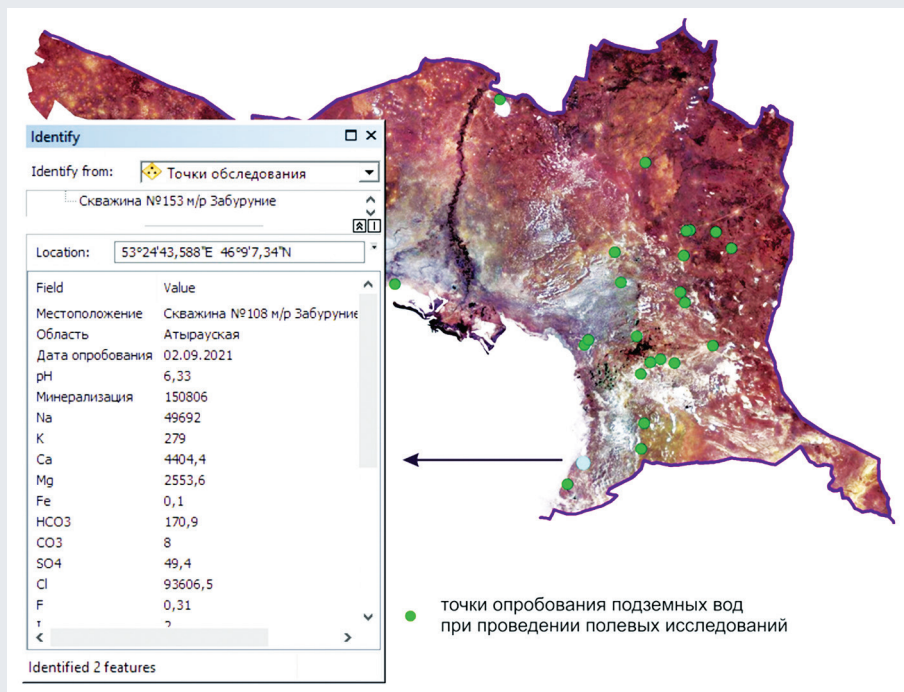 Identify
Identify from: Точки обследования
Скважина №153 м/р Забуруние
Location: 53°24'43,588"E 46°9'7,34"N
Field Value
Местоположение Скважина №108 м/р Забуруние
Область Атырауская
Дата опробования 02.09.2021
pH 6,33
Минерализация 150806
Na 49692
K 279
Ca 4404,4
Mg 2553,6
Fe 0,1
HCO3 170,9
CO3 8
SO4 49,4
Cl 93606,5
F 0,31
Identified 2 features
точки опробования подземных вод
при проведении полевых исследований